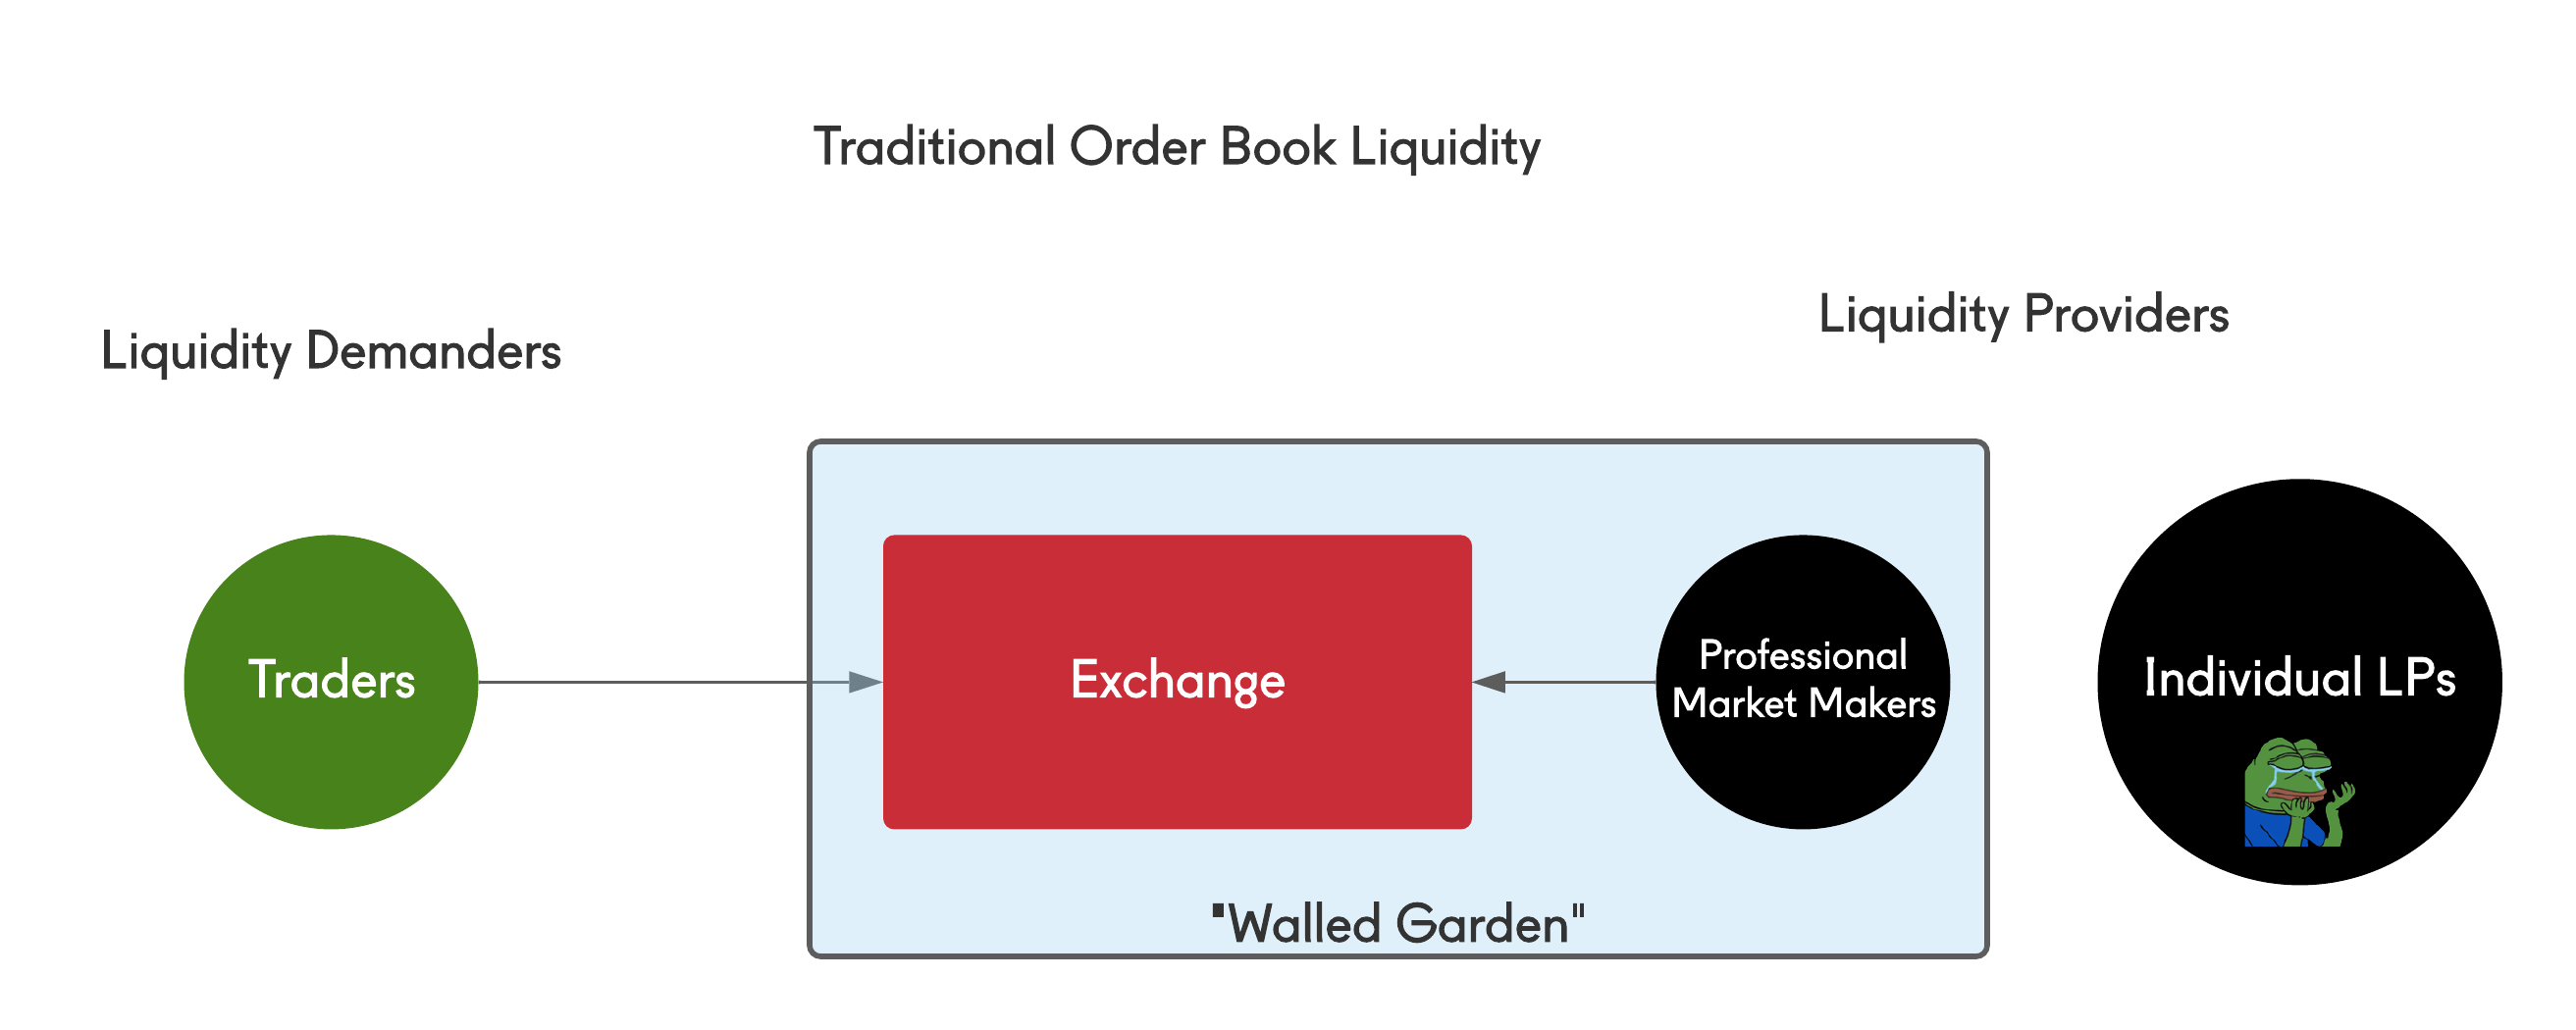 Traditional Order Book Liquidity
Liquidity Demanders
Liquidity Providers
Traders
Exchange
Professional
Market Makers
Individual LPs
"Walled Garden"